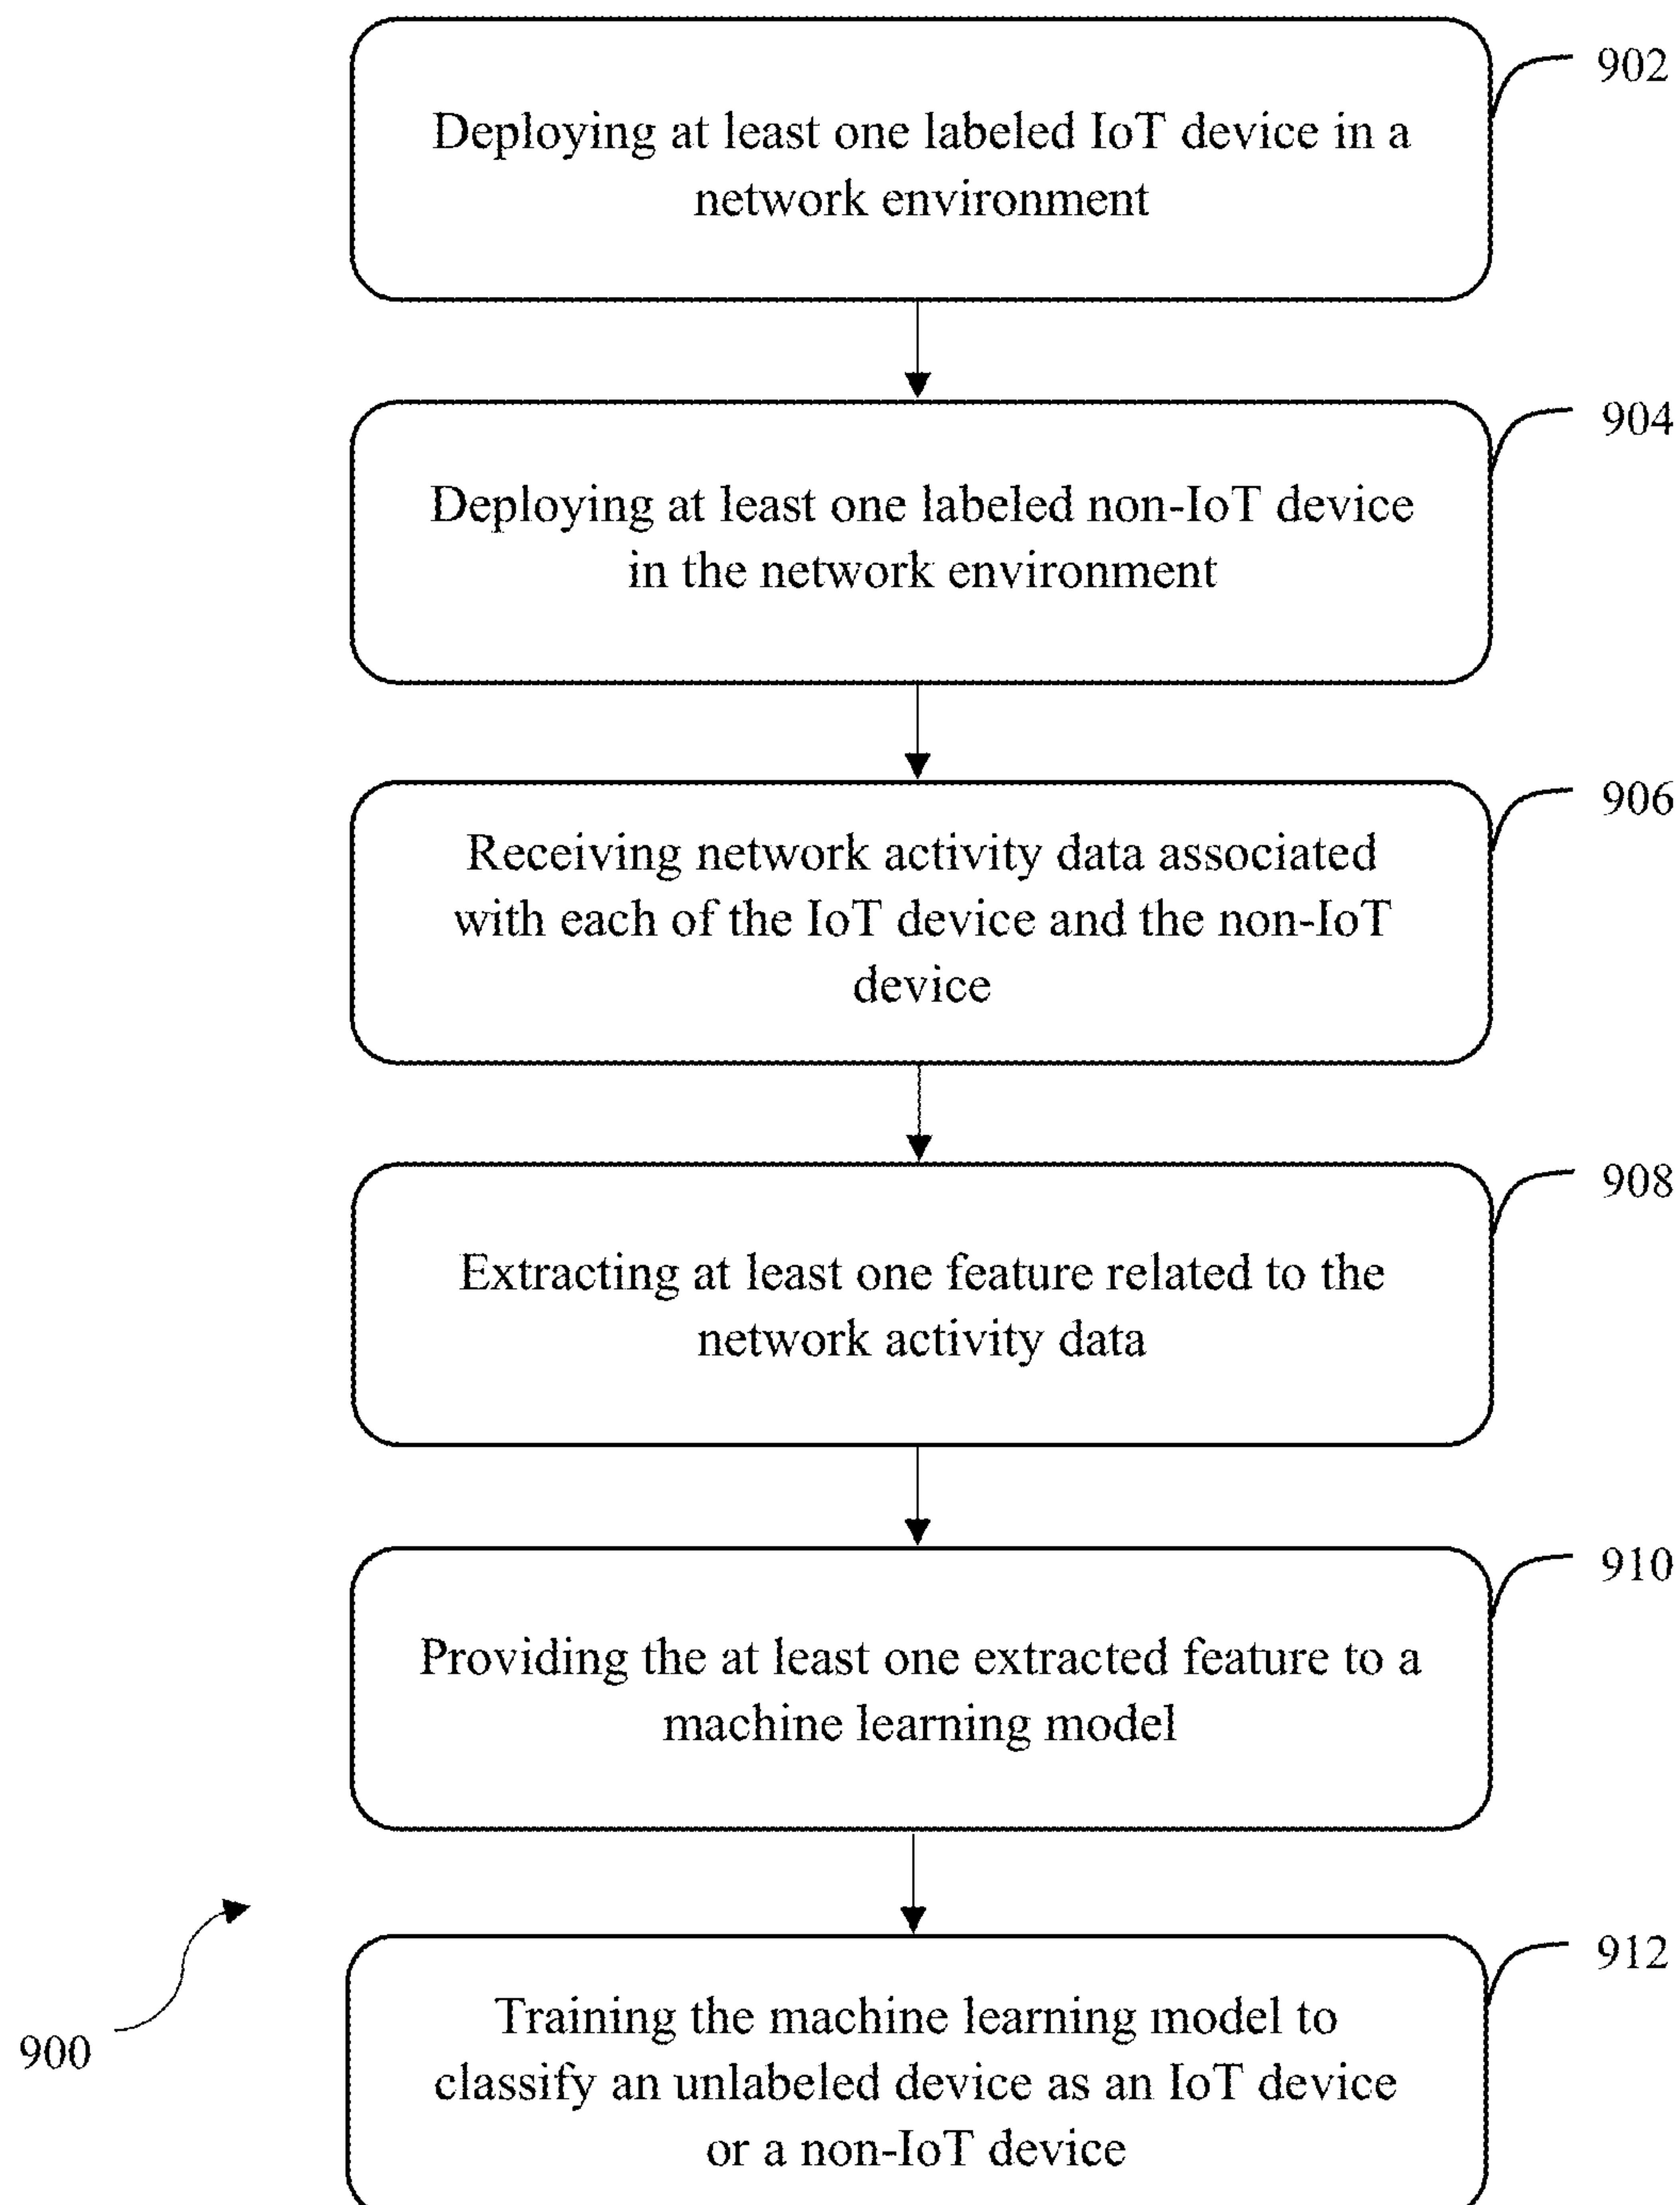 902
Deploying at least one labeled IoT device in a
network environment
904
Deploying at least one labeled non-IoT device
in the network environment
906
Receiving network activity data associated
with each of the IoT device and the non-IoT
device
908
Extracting at least one feature related to the
network activity data
910
Providing the at least one extracted feature to a
machine learning model
912
Training the machine learning model to
classify an unlabeled device as an IoT device
or a non-IoT device
900